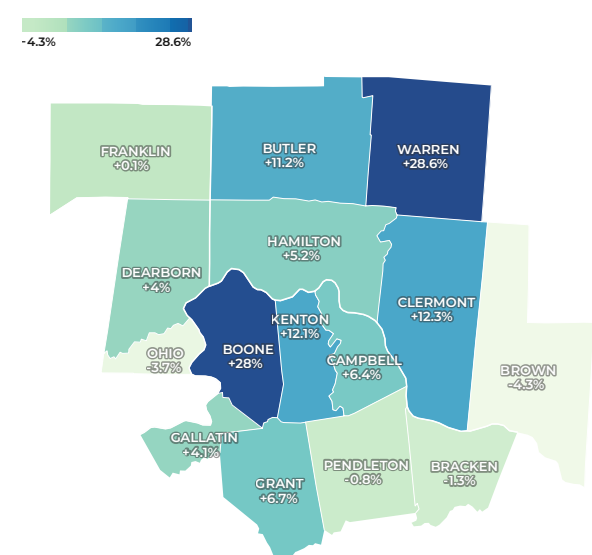 -4.3% 28.6%
FRANKLIN
+0.1%
BUTLER
+11.2%
WARREN
+28.6%
HAMILTON
+5.2%
DEARBORN
+4%
CLERMONT
+12.3%
KENTON
+12.1%
OHIO
-3.7%
BOONE
+28%
CAMPBELL
+6.4%
BROWN
-4.3%
GALLATIN
+4.1%
GRANT
+6.7%
PENDLETON
-0.8%
BRACKEN
-1.3%